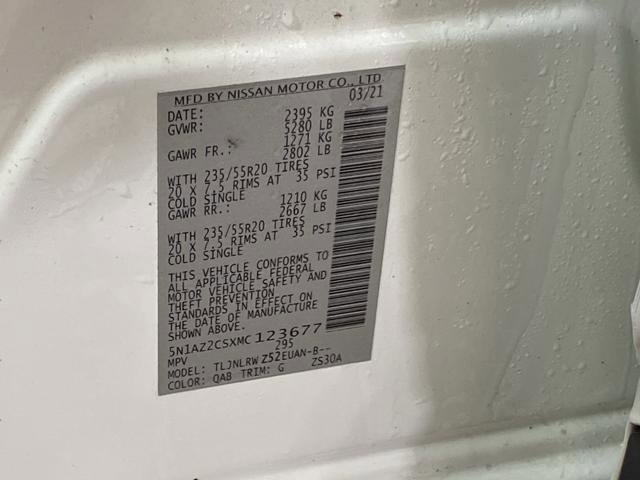 MFD BY NISSAN MOTOR CO., LTD
DATE: 03/21
GVWR: 2395 KG
5280 LB
GAWR FR.: 1271 KG
2802 LB
WITH 235/55R20 TIRES
20 X 7.5 RIMS AT 35 PSI
COLD SINGLE
GAWR RR.: 1210 KG
2667 LB
WITH 235/55R20 TIRES
20 X 7.5 RIMS AT 35 PSI
COLD SINGLE
THIS VEHICLE CONFORMS TO
ALL APPLICABLE FEDERAL
MOTOR VEHICLE SAFETY AND
THEFT PREVENTION
STANDARDS IN EFFECT ON
THE DATE OF MANUFACTURE
SHOWN ABOVE.
5N1AZ2CSXMC123677
MPV 295
MODEL: TLJNLRW Z52EUAN-B--
COLOR: QAB TRIM: G ZS30A